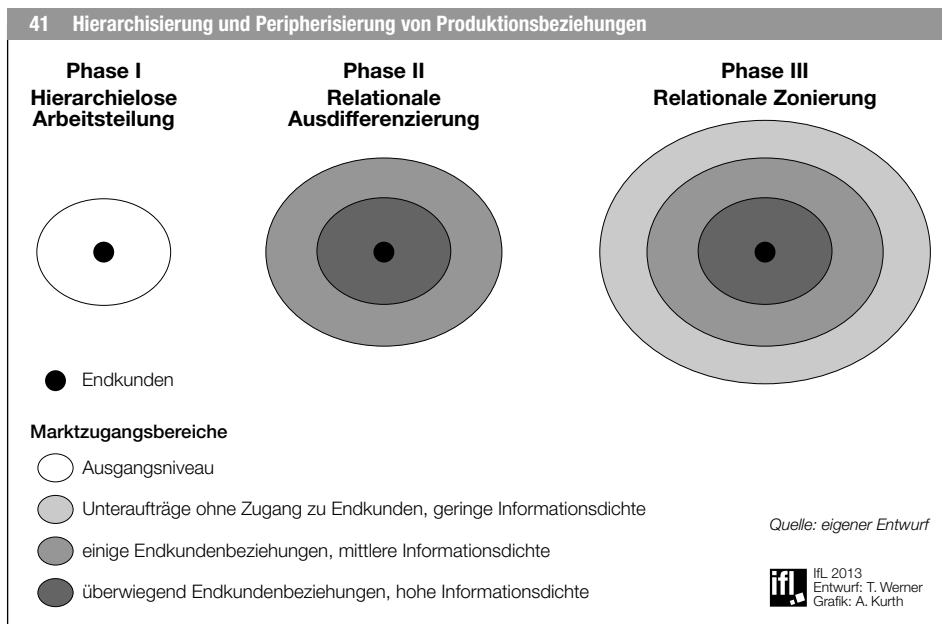 41 Hierarchisierung und Peripherisierung von Produktionsbeziehungen
Phase I
Hierarchielose
Arbeitsteilung
Phase II
Relationale
Ausdifferenzierung
Phase III
Relationale Zonierung
Endkunden
Marktzugangsbereiche
Ausgangsniveau
Unteraufträge ohne Zugang zu Endkunden, geringe Informationsdichte
einige Endkundenbeziehungen, mittlere Informationsdichte
überwiegend Endkundenbeziehungen, hohe Informationsdichte
Quelle: eigener Entwurf
ifl
IfL 2013
Entwurf: T. Werner
Grafik: A. Kurth